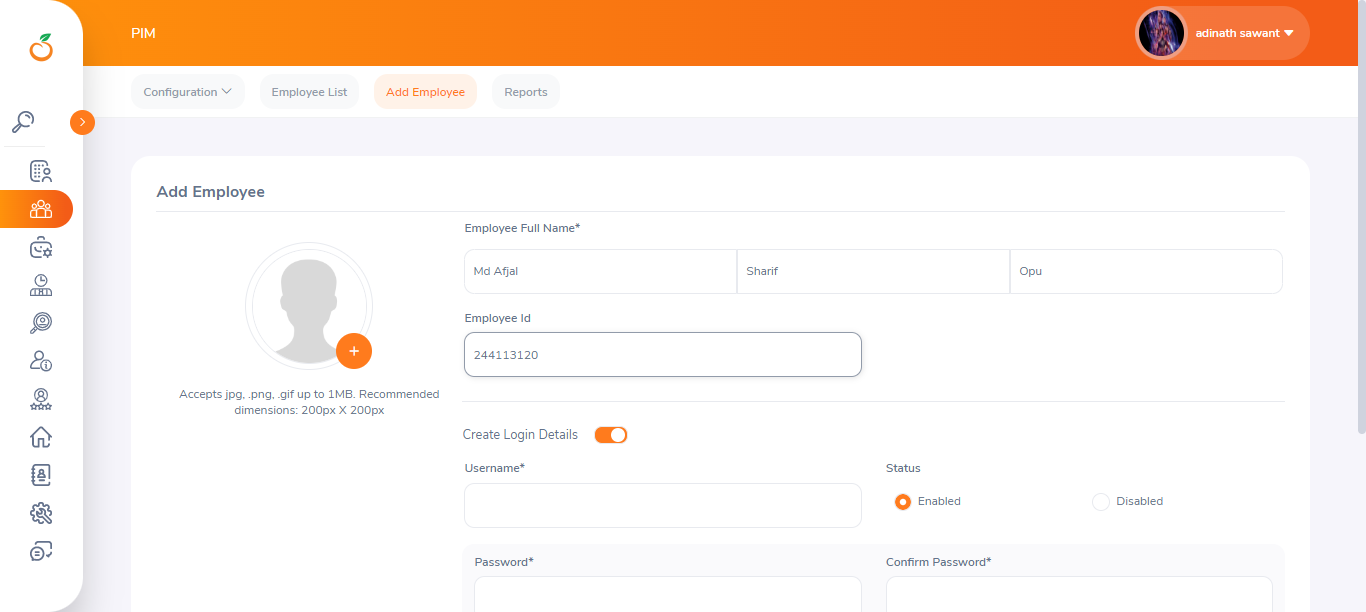 PIM
adinath sawant
Configuration
Employee List
Add Employee
Reports
Add Employee
Accepts jpg, .png, .gif up to 1MB. Recommended
dimensions: 200px X 200px
Employee Full Name*
Md Afjal
Sharif
Opu
Employee Id
244113120
Create Login Details
Username*
Status
Enabled
Disabled
Password*
Confirm Password*